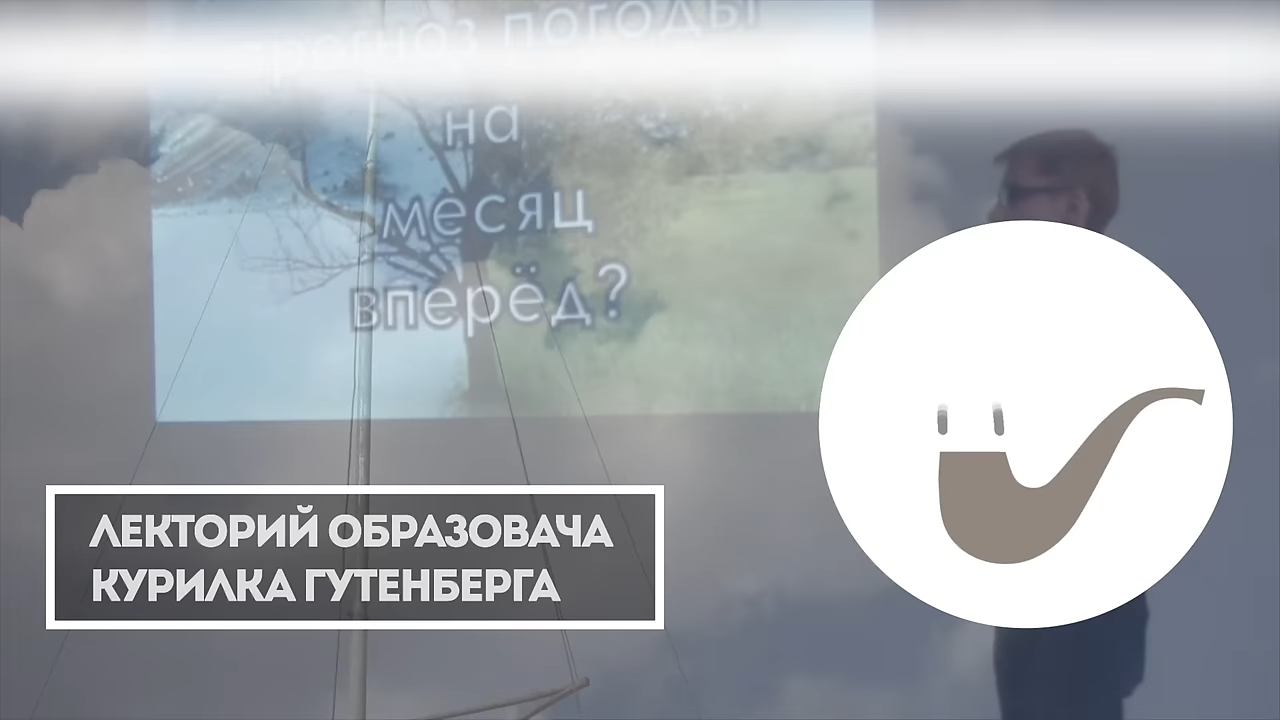 прогноз погоды
на
месяц
вперёд?
ЛЕКТОРИЙ ОБРАЗОВАЧА
КУРИЛКА ГУТЕНБЕРГА